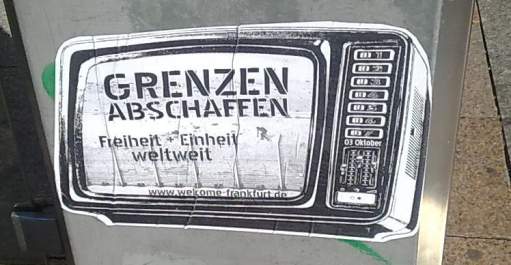 GRENZEN
ABSCHAFFEN
Freiheit + Einheit
weltweit
03 Oktober
www.welcome-frankfurt.de